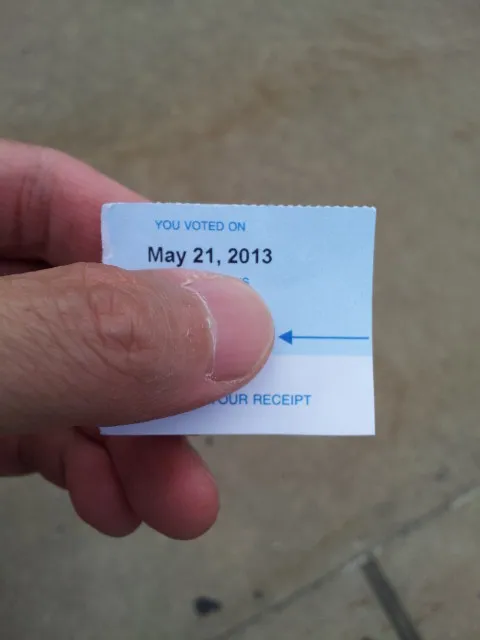 YOU VOTED ON
May 21, 2013
OUR RECEIPT